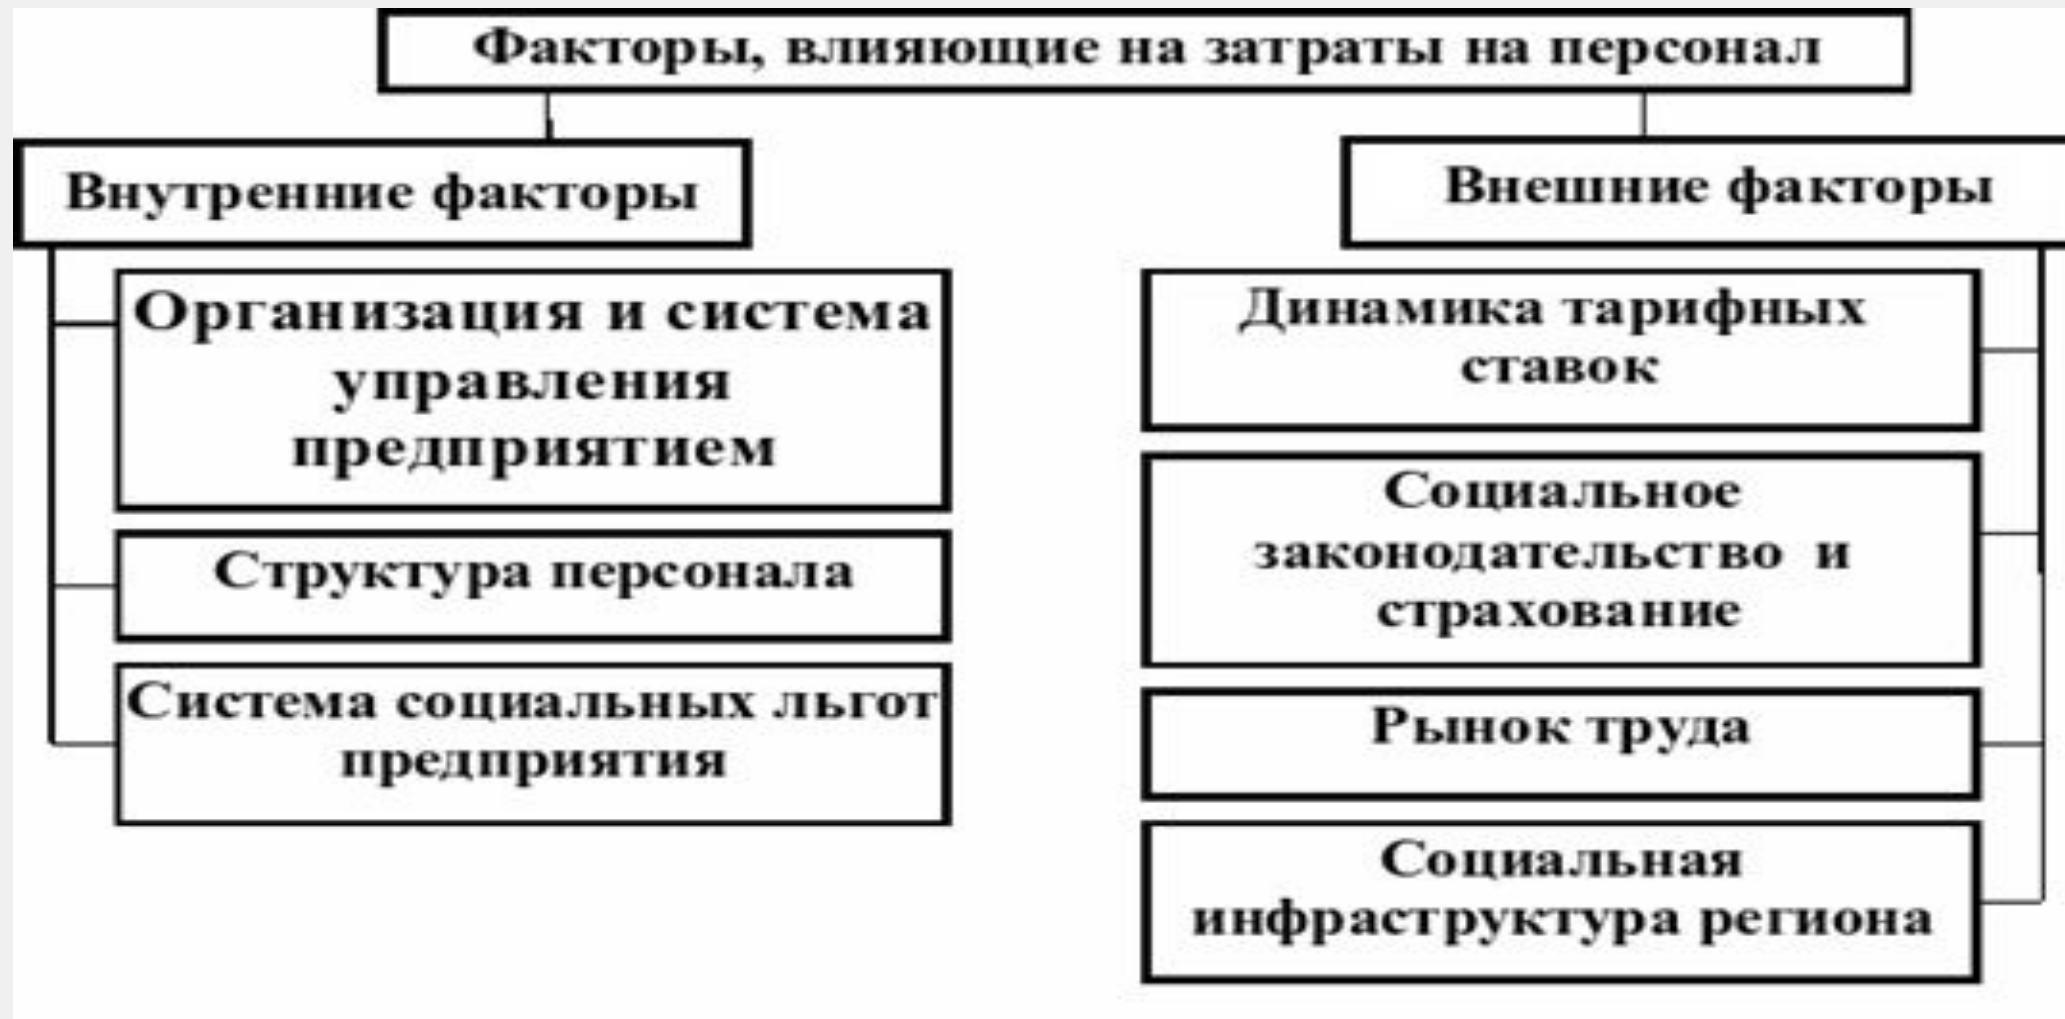 Факторы, влияющие на затраты на персонал
Внутренние факторы
Организация и система
управления
предприятием
Структура персонала
Система социальных льгот
предприятия
Внешние факторы
Динамика тарифных
ставок
Социальное
законодательство и
страхование
Рынок труда
Социальная
инфраструктура региона